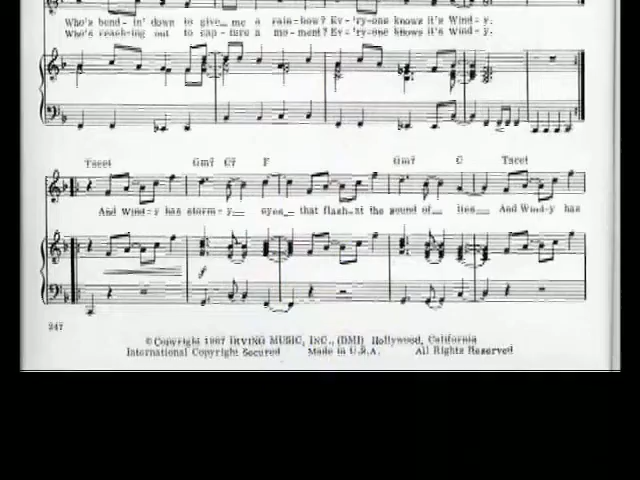 Who's bend-in' down to give me a rain-bow? Ev-'ry-one knows it's Wind-y.
Who's reach-ing out to cap-ture a mo-ment? Ev-'ry-one knows it's Wind-y.
Tacet Gm7 C7 F Gm7 C Tacet
And Wind-y has storm-y eyes that flash at the sound of lies And Wind-y has
f
247
© Copyright 1967 IRVING MUSIC, INC., (BMI) Hollywood, California
International Copyright Secured Made in U.S.A. All Rights Reserved